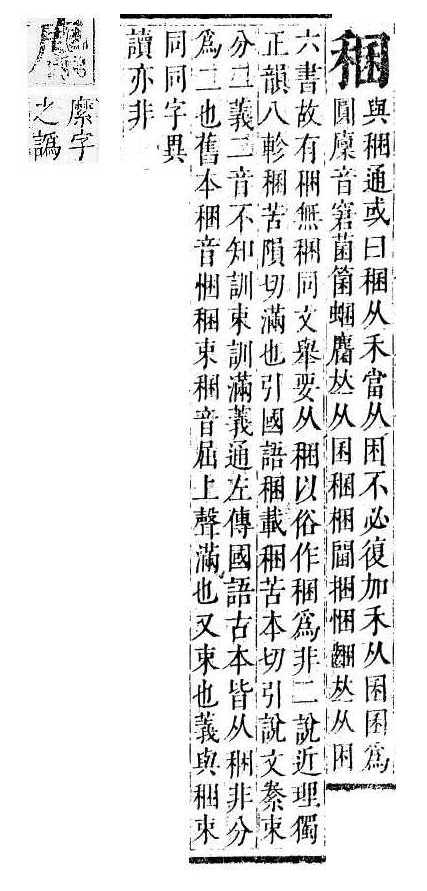 稛
與稇通或曰稇从禾當从困不必復加禾从囷囷爲
圓廩音窘菌箘蜠麕𠀤从囷稇梱閫捆悃𠀤从困
六書故有稇無稛同文舉要从稇以俗作稛爲非二說近理獨
正韻八軫稛苦隕切滿也引國語稛載稇苦本切引說文絭束
分二義二音不知訓束訓滿義通左傳國語古本皆从稇非分
爲二也舊本稇音悃稇束稛音屈上聲滿也又束也義與稇束
同同字異
讀亦非
字
之譌